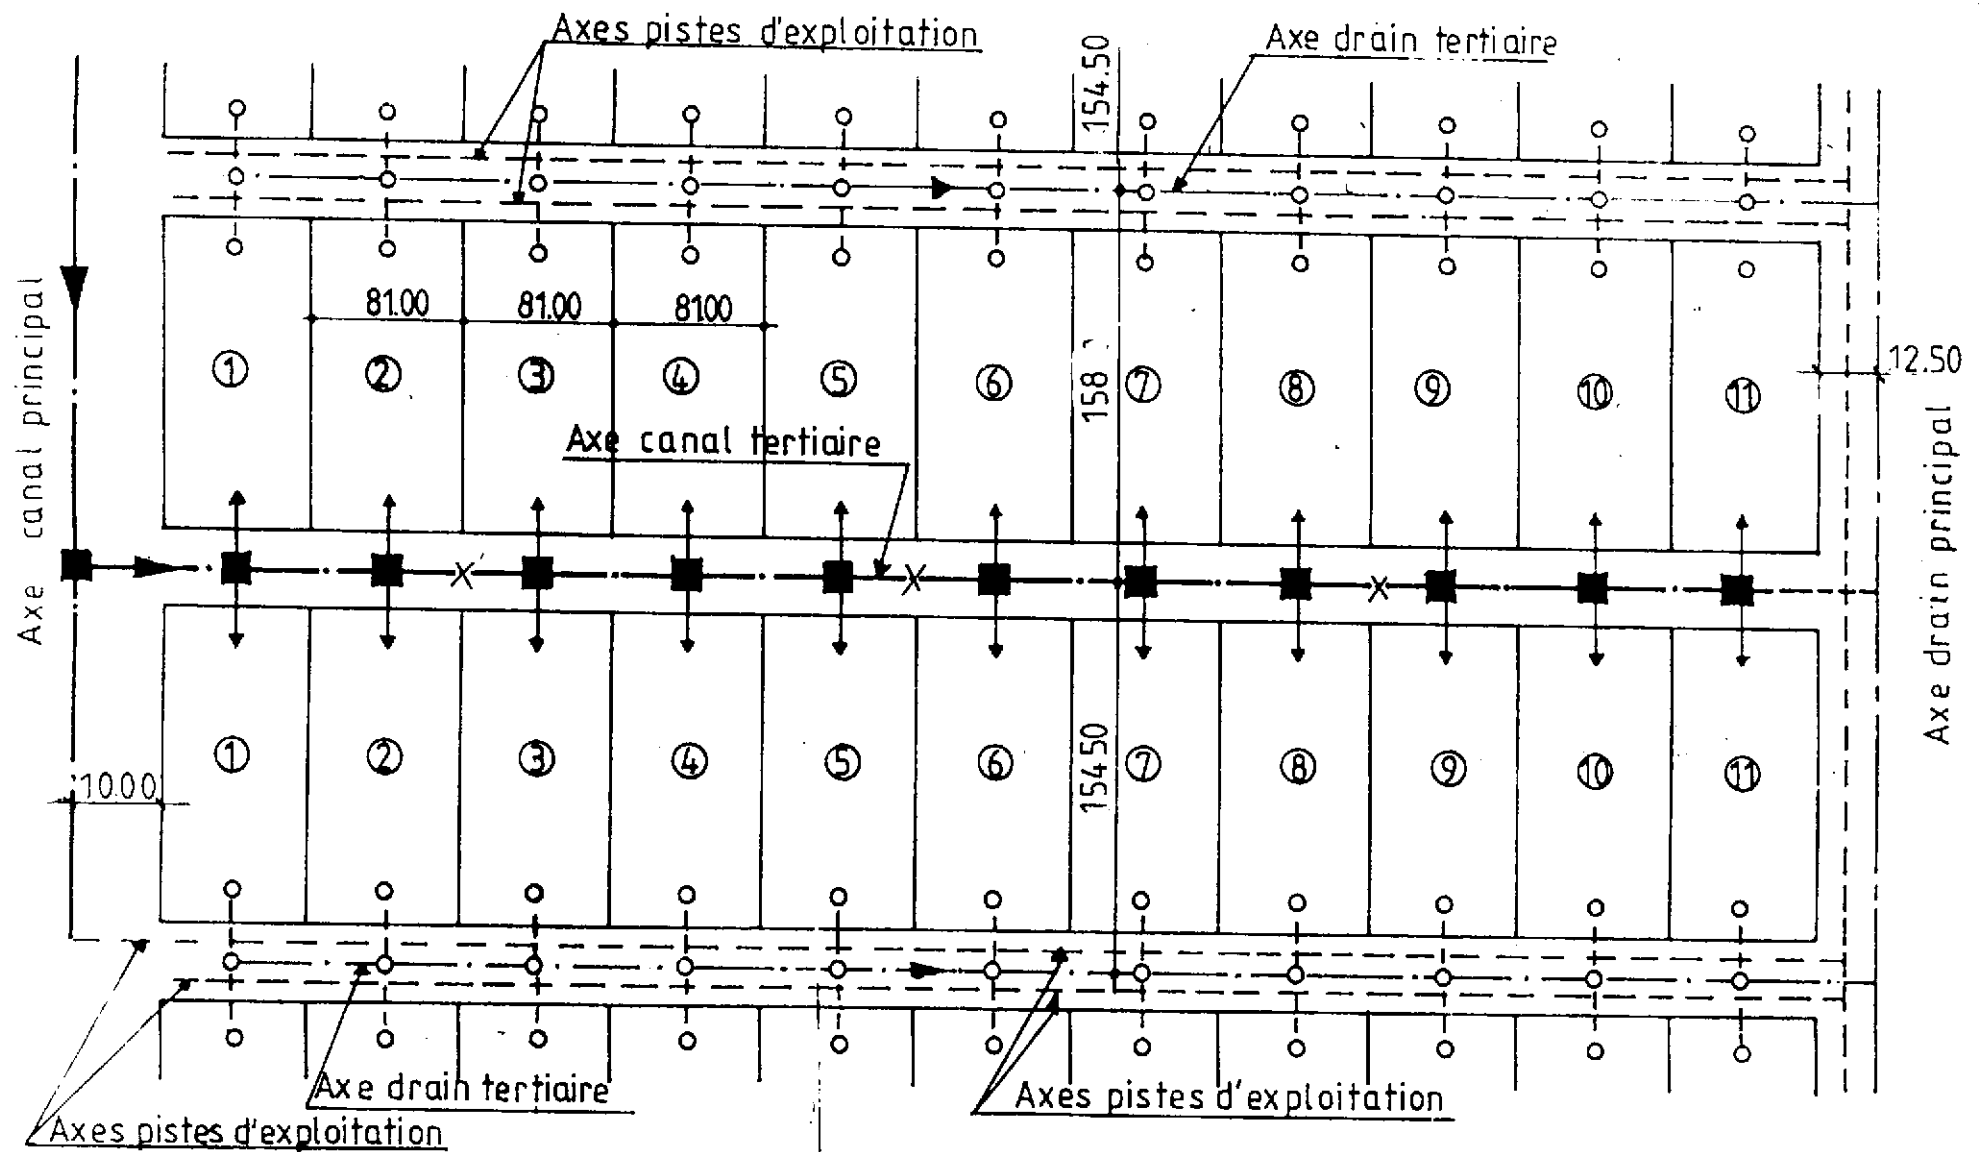 Axes pistes d'exploitation
154.50
Axe drain tertiaire
Axe canal principal
81.00 81.00 8100
1 2 3 4 5 6 7 8 9 10 11
158
12.50
Axe canal tertiaire
Axe drain principal
1 2 3 4 5 6 7 8 9 10 11
154 50
10.00
Axe drain tertiaire
Axes pistes d'exploitation
Axes pistes d'exploitation